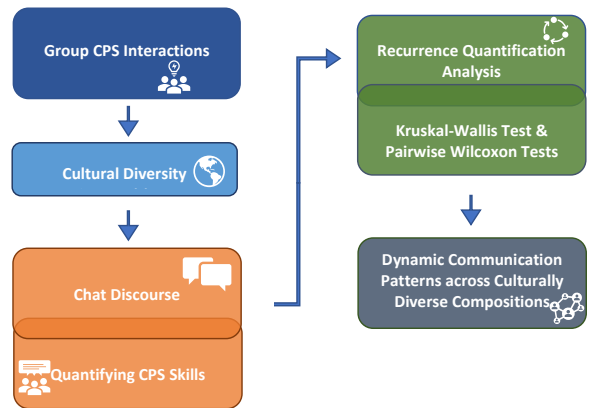 Group CPS Interactions
Cultural Diversity
Chat Discourse
Quantifying CPS Skills
Recurrence Quantification
Analysis
Kruskal-Wallis Test &
Pairwise Wilcoxon Tests
Dynamic Communication
Patterns across Culturally
Diverse Compositions